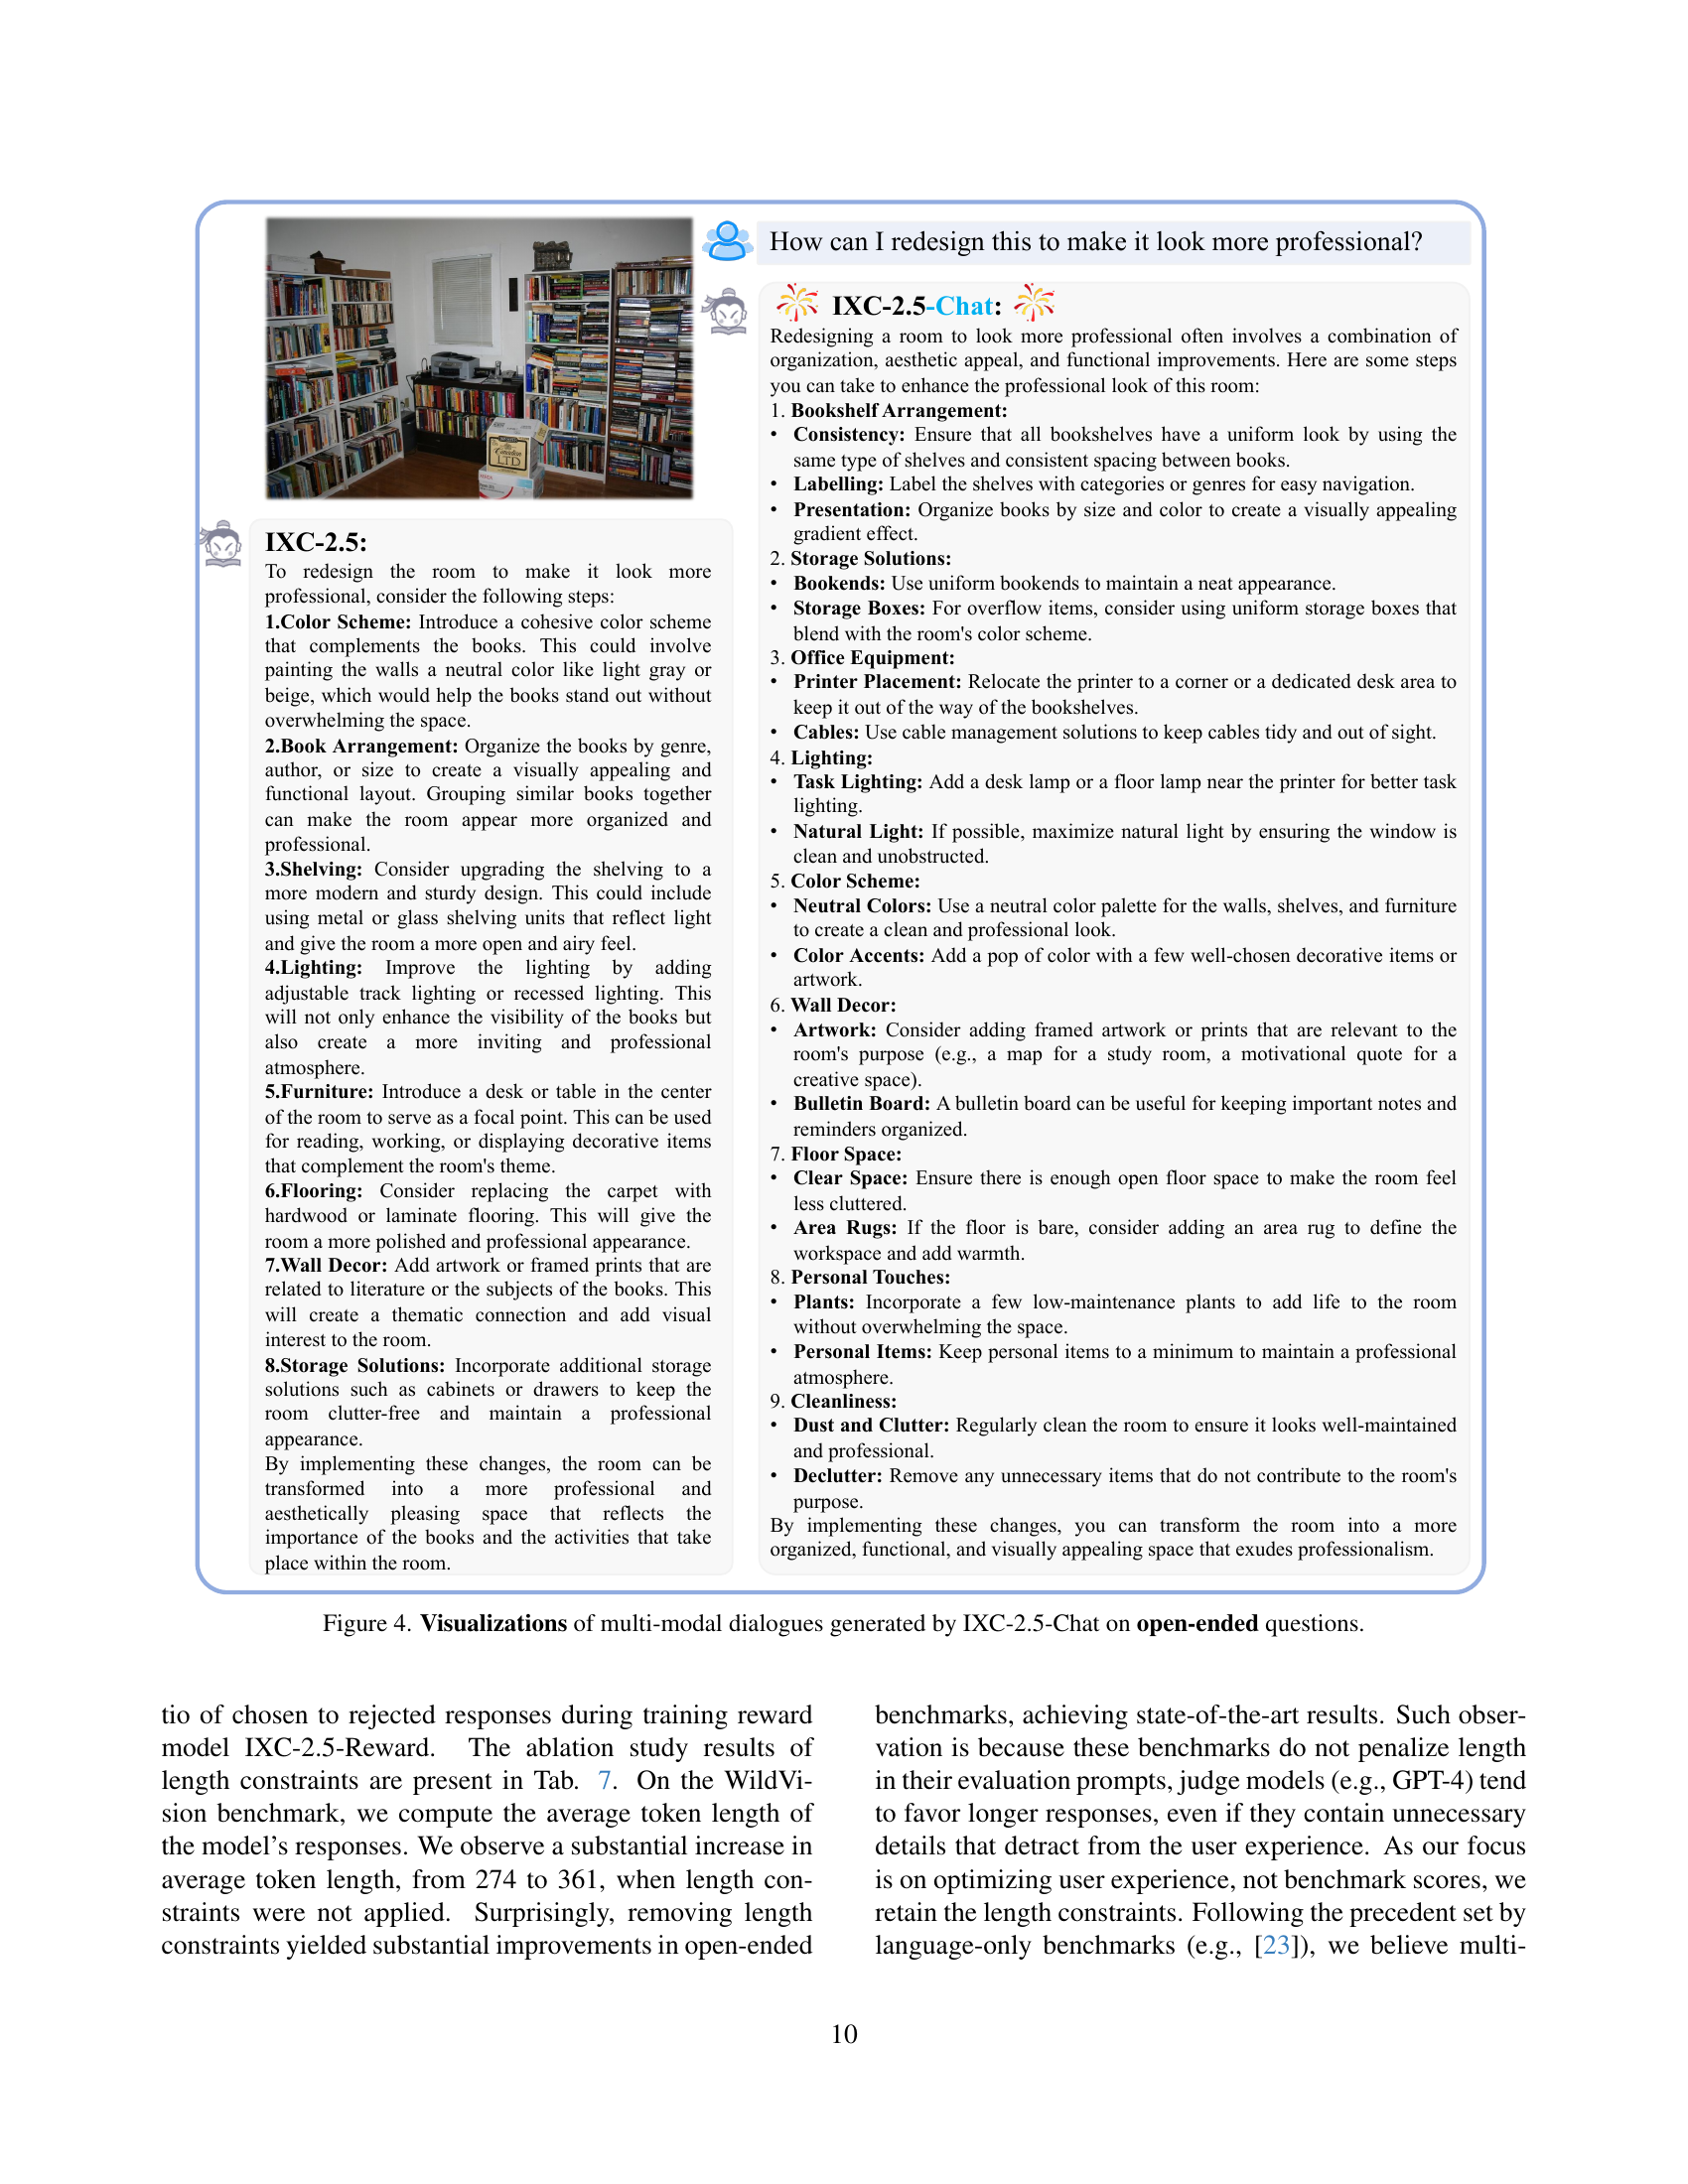 How can I redesign this to make it look more professional?
IXC-2.5-Chat:
Redesigning a room to look more professional often involves a combination of
organization, aesthetic appeal, and functional improvements. Here are some steps
you can take to enhance the professional look of this room:
1. Bookshelf Arrangement:
• Consistency: Ensure that all bookshelves have a uniform look by using the
same type of shelves and consistent spacing between books.
• Labelling: Label the shelves with categories or genres for easy navigation.
• Presentation: Organize books by size and color to create a visually appealing
gradient effect.
2. Storage Solutions:
• Bookends: Use uniform bookends to maintain a neat appearance.
• Storage Boxes: For overflow items, consider using uniform storage boxes that
blend with the room's color scheme.
3. Office Equipment:
• Printer Placement: Relocate the printer to a corner or a dedicated desk area to
keep it out of the way of the bookshelves.
• Cables: Use cable management solutions to keep cables tidy and out of sight.
4. Lighting:
• Task Lighting: Add a desk lamp or a floor lamp near the printer for better task
lighting.
• Natural Light: If possible, maximize natural light by ensuring the window is
clean and unobstructed.
5. Color Scheme:
• Neutral Colors: Use a neutral color palette for the walls, shelves, and furniture
to create a clean and professional look.
• Color Accents: Add a pop of color with a few well-chosen decorative items or
artwork.
6. Wall Decor:
• Artwork: Consider adding framed artwork or prints that are relevant to the
room's purpose (e.g., a map for a study room, a motivational quote for a
creative space).
• Bulletin Board: A bulletin board can be useful for keeping important notes and
reminders organized.
7. Floor Space:
• Clear Space: Ensure there is enough open floor space to make the room feel
less cluttered.
• Area Rugs: If the floor is bare, consider adding an area rug to define the
workspace and add warmth.
8. Personal Touches:
• Plants: Incorporate a few low-maintenance plants to add life to the room
without overwhelming the space.
• Personal Items: Keep personal items to a minimum to maintain a professional
atmosphere.
9. Cleanliness:
• Dust and Clutter: Regularly clean the room to ensure it looks well-maintained
and professional.
• Declutter: Remove any unnecessary items that do not contribute to the room's
purpose.
By implementing these changes, you can transform the room into a more
organized, functional, and visually appealing space that exudes professionalism.
LTD
IXC-2.5:
To redesign the room to make it look more
professional, consider the following steps:
1.Color Scheme: Introduce a cohesive color scheme
that complements the books. This could involve
painting the walls a neutral color like light gray or
beige, which would help the books stand out without
overwhelming the space.
2.Book Arrangement: Organize the books by genre,
author, or size to create a visually appealing and
functional layout. Grouping similar books together
can make the room appear more organized and
professional.
3.Shelving: Consider upgrading the shelving to a
more modern and sturdy design. This could include
using metal or glass shelving units that reflect light
and give the room a more open and airy feel.
4.Lighting: Improve the lighting by adding
adjustable track lighting or recessed lighting. This
will not only enhance the visibility of the books but
also create a more inviting and professional
atmosphere.
5.Furniture: Introduce a desk or table in the center
of the room to serve as a focal point. This can be used
for reading, working, or displaying decorative items
that complement the room's theme.
6.Flooring: Consider replacing the carpet with
hardwood or laminate flooring. This will give the
room a more polished and professional appearance.
7.Wall Decor: Add artwork or framed prints that are
related to literature or the subjects of the books. This
will create a thematic connection and add visual
interest to the room.
8.Storage Solutions: Incorporate additional storage
solutions such as cabinets or drawers to keep the
room clutter-free and maintain a professional
appearance.
By implementing these changes, the room can be
transformed into a more professional and
aesthetically pleasing space that reflects the
importance of the books and the activities that take
place within the room.
Figure 4. Visualizations of multi-modal dialogues generated by IXC-2.5-Chat on open-ended questions.
tio of chosen to rejected responses during training reward
model IXC-2.5-Reward. The ablation study results of
length constraints are present in Tab. 7. On the WildVi-
sion benchmark, we compute the average token length of
the model's responses. We observe a substantial increase in
average token length, from 274 to 361, when length con-
straints were not applied. Surprisingly, removing length
constraints yielded substantial improvements in open-ended
benchmarks, achieving state-of-the-art results. Such obser-
vation is because these benchmarks do not penalize length
in their evaluation prompts, judge models (e.g., GPT-4) tend
to favor longer responses, even if they contain unnecessary
details that detract from the user experience. As our focus
is on optimizing user experience, not benchmark scores, we
retain the length constraints. Following the precedent set by
language-only benchmarks (e.g., [23]), we believe multi-
10